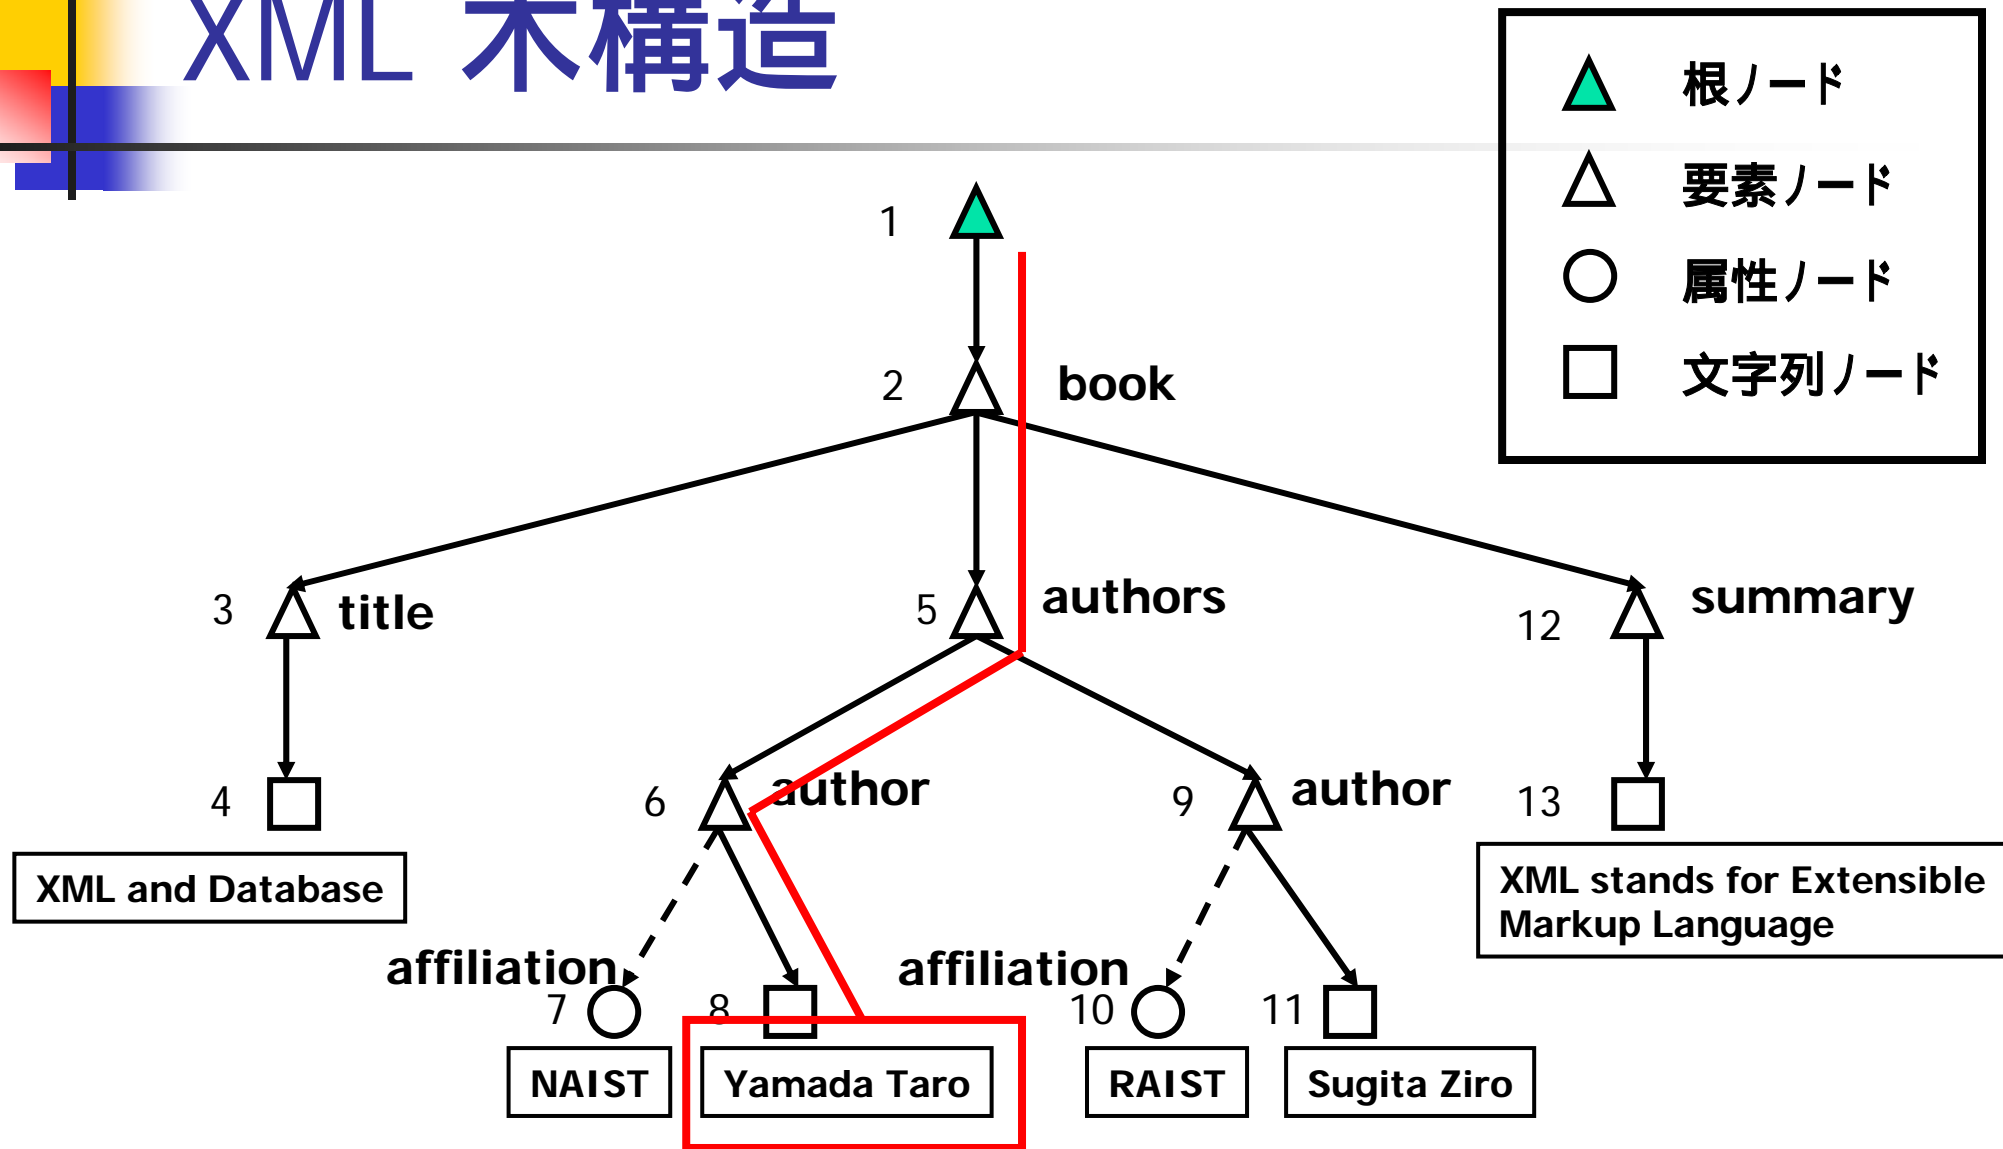 XML 木構造
根ノード
要素ノード
属性ノード
文字列ノード
1
2
book
3
title
5
authors
12
summary
4
6
author
9
author
13
XML and Database
XML stands for Extensible
Markup Language
affiliation
affiliation
7
8
10
11
NAIST
Yamada Taro
RAIST
Sugita Ziro